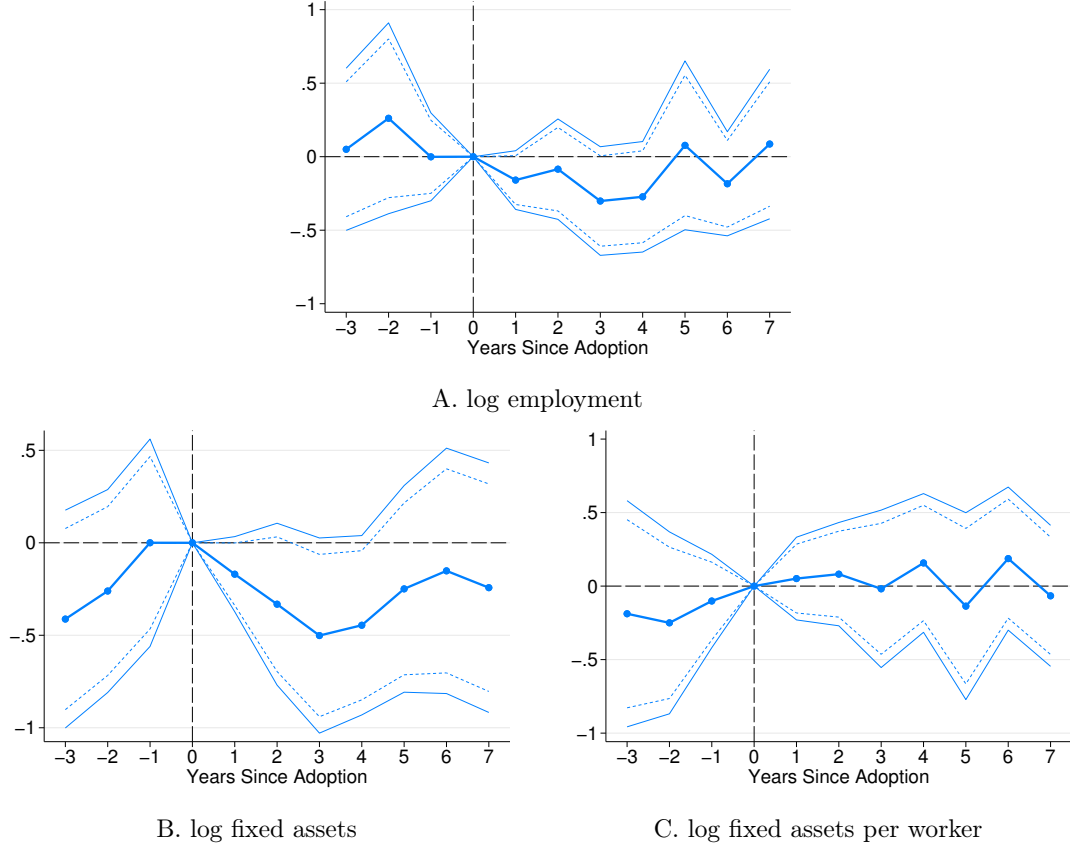 1
.5
0
−.5
−1
−3 −2 −1 0 1 2 3 4 5 6 7
Years Since Adoption
A. log employment
.5
0
−.5
−1
−3 −2 −1 0 1 2 3 4 5 6 7
Years Since Adoption
B. log fixed assets
1
.5
0
−.5
−1
−3 −2 −1 0 1 2 3 4 5 6 7
Years Since Adoption
C. log fixed assets per worker